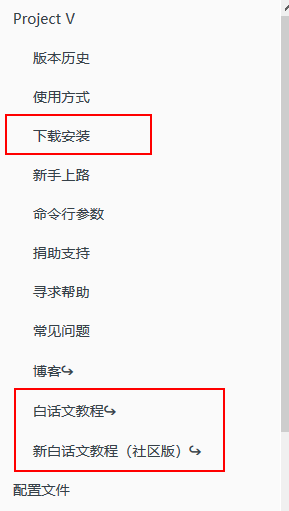 Project V
版本历史
使用方式
下载安装
新手上路
命令行参数
捐助支持
寻求帮助
常见问题
博客↪
白话文教程↪
新白话文教程（社区版）↪
配置文件